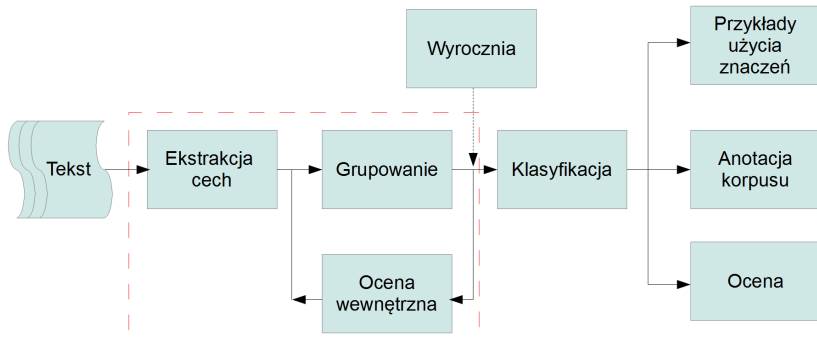 Przykłady
użycia
znaczeń
Wyrocznia
Tekst
Ekstrakcja
cech
Grupowanie
Klasyfikacja
Anotacja
korpusu
Ocena
wewnętrzna
Ocena